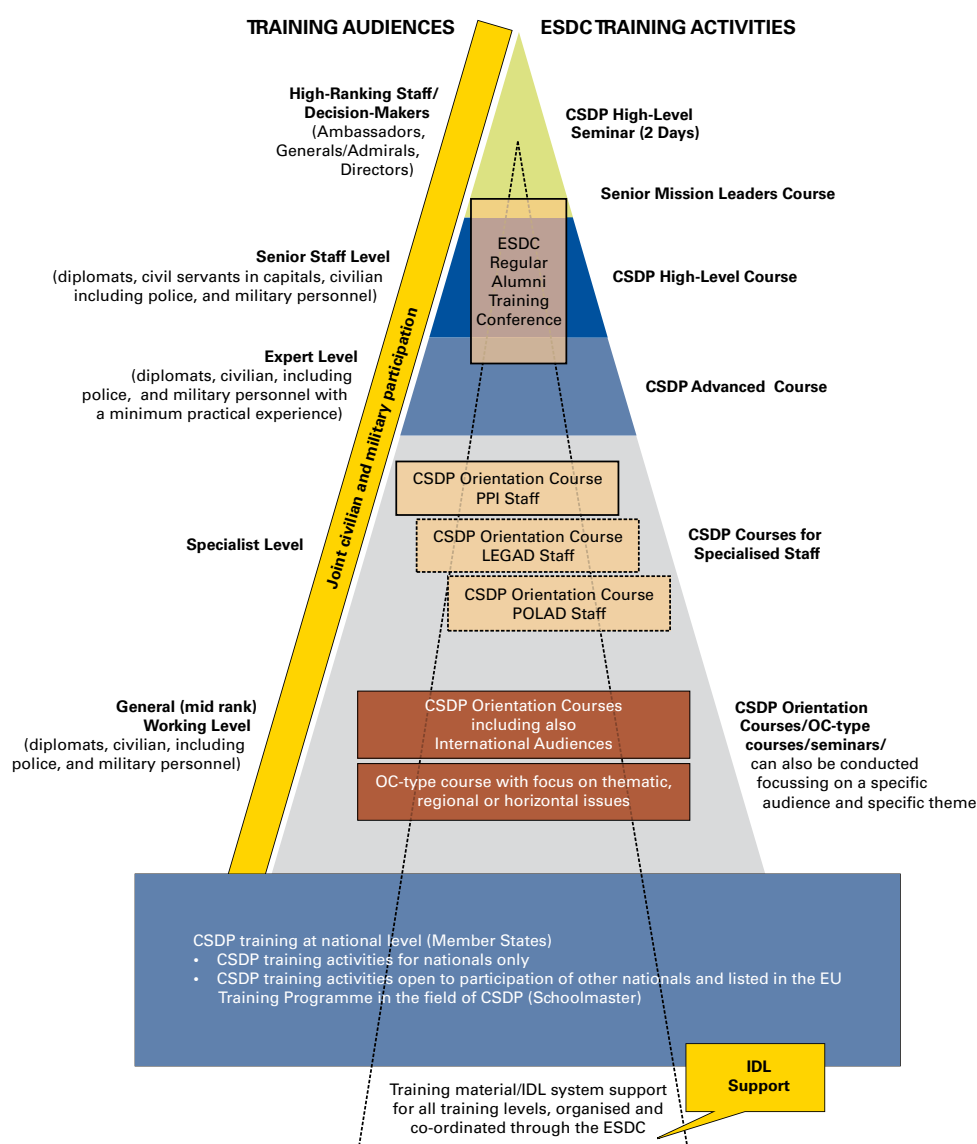 TRAINING AUDIENCES
ESDC TRAINING ACTIVITIES
High-Ranking Staff/
Decision-Makers
(Ambassadors,
Generals/Admirals,
Directors)
CSDP High-Level
Seminar (2 Days)
Senior Mission Leaders Course
Senior Staff Level
(diplomats, civil servants in capitals, civilian
including police, and military personnel)
ESDC
Regular
Alumni
Training
Conference
CSDP High-Level Course
Expert Level
(diplomats, civilian, including
police, and military personnel with
a minimum practical experience)
CSDP Advanced Course
Joint civilian and military participation
Specialist Level
CSDP Orientation Course
PPI Staff
CSDP Orientation Course
LEGAD Staff
CSDP Orientation Course
POLAD Staff
CSDP Courses for
Specialised Staff
General (mid rank)
Working Level
(diplomats, civilian, including
police, and military personnel)
CSDP Orientation Courses
including also
International Audiences
OC-type course with focus on thematic,
regional or horizontal issues
CSDP Orientation
Courses/OC-type
courses/seminars/
can also be conducted
focussing on a specific
audience and specific theme
CSDP training at national level (Member States)
• CSDP training activities for nationals only
• CSDP training activities open to participation of other nationals and listed in the EU
Training Programme in the field of CSDP (Schoolmaster)
IDL
Support
Training material/IDL system support
for all training levels, organised and
co-ordinated through the ESDC